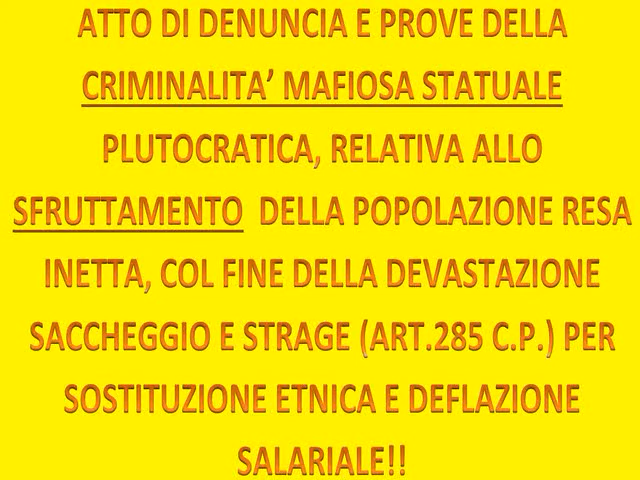 ATTO DI DENUNCIA E PROVE DELLA
CRIMINALITA’ MAFIOSA STATUALE
PLUTOCRATICA, RELATIVA ALLO
SFRUTTAMENTO DELLA POPOLAZIONE RESA
INETTA, COL FINE DELLA DEVASTAZIONE
SACCHEGGIO E STRAGE (ART.285 C.P.) PER
SOSTITUZIONE ETNICA E DEFLAZIONE
SALARIALE!!